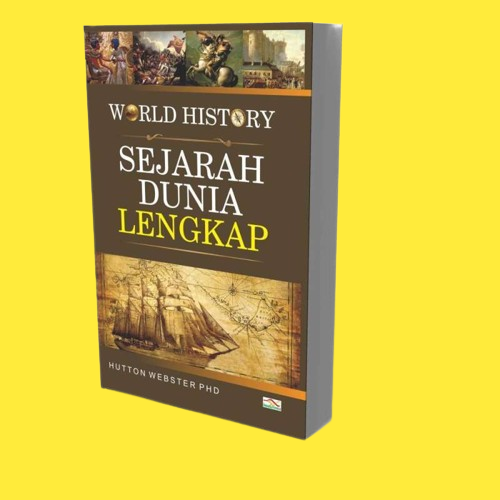 WORLD HISTORY
SEJARAH
DUNIA
LENGKAP
HUTTON WEBSTER PHD